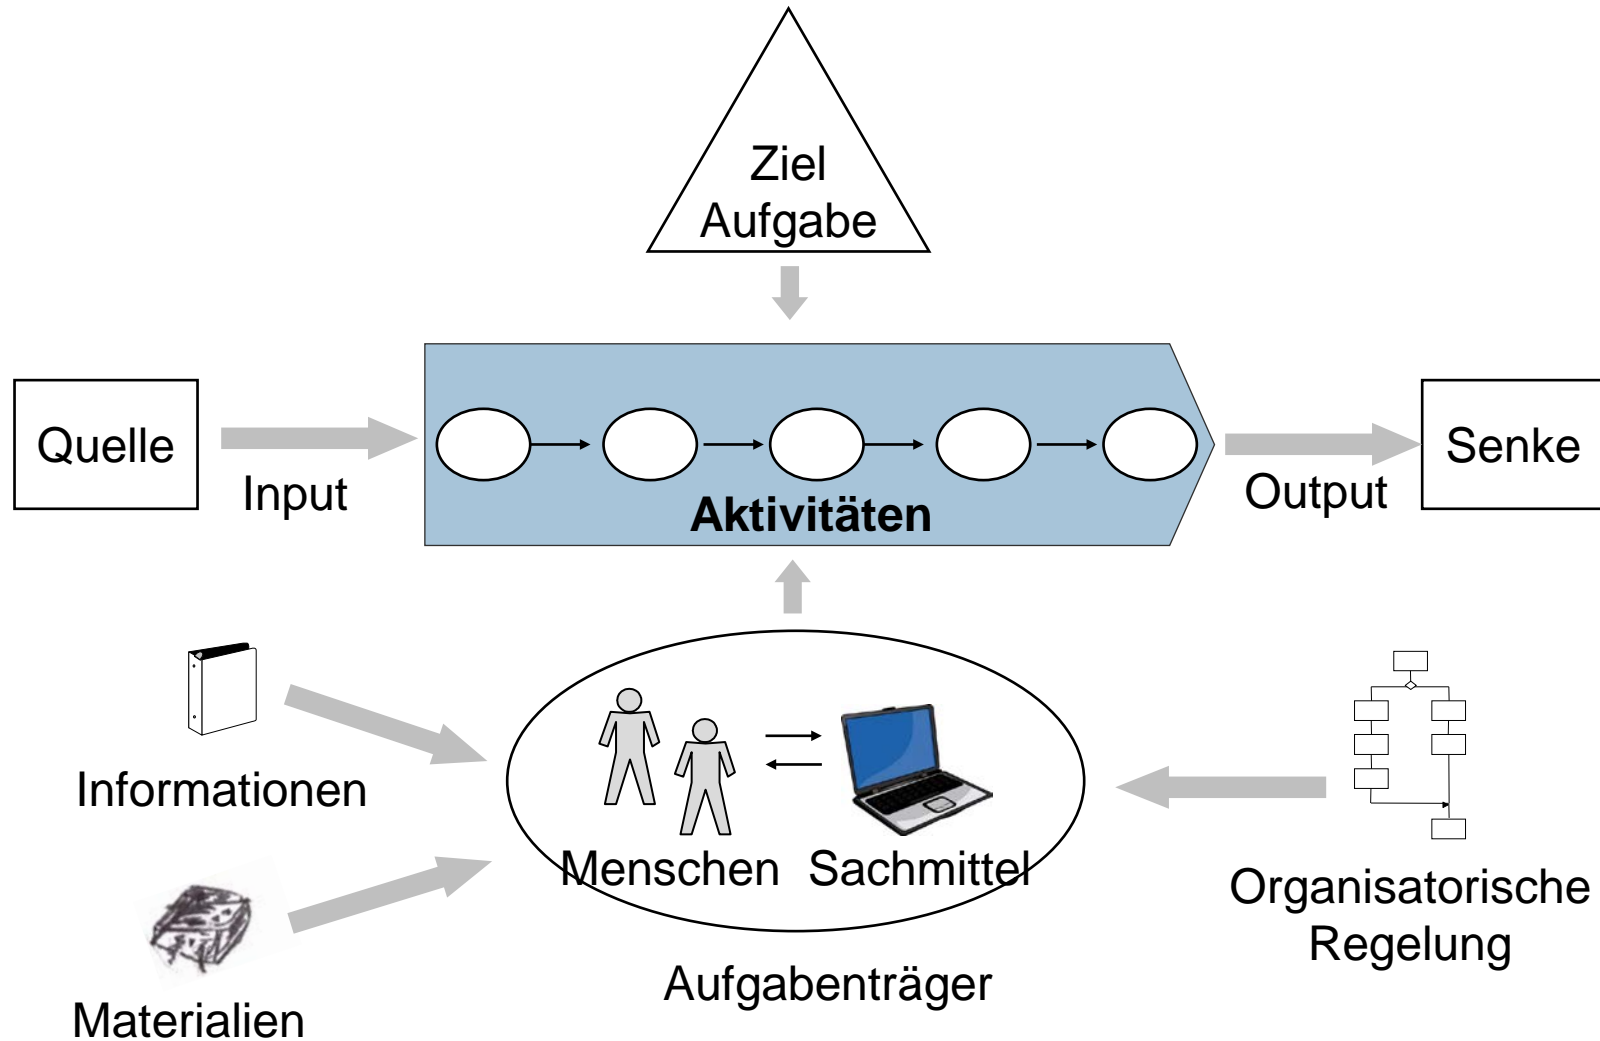 Ziel
Aufgabe
Quelle
Input
Aktivitäten
Output
Senke
Informationen
Materialien
Menschen Sachmittel
Aufgabenträger
Organisatorische
Regelung